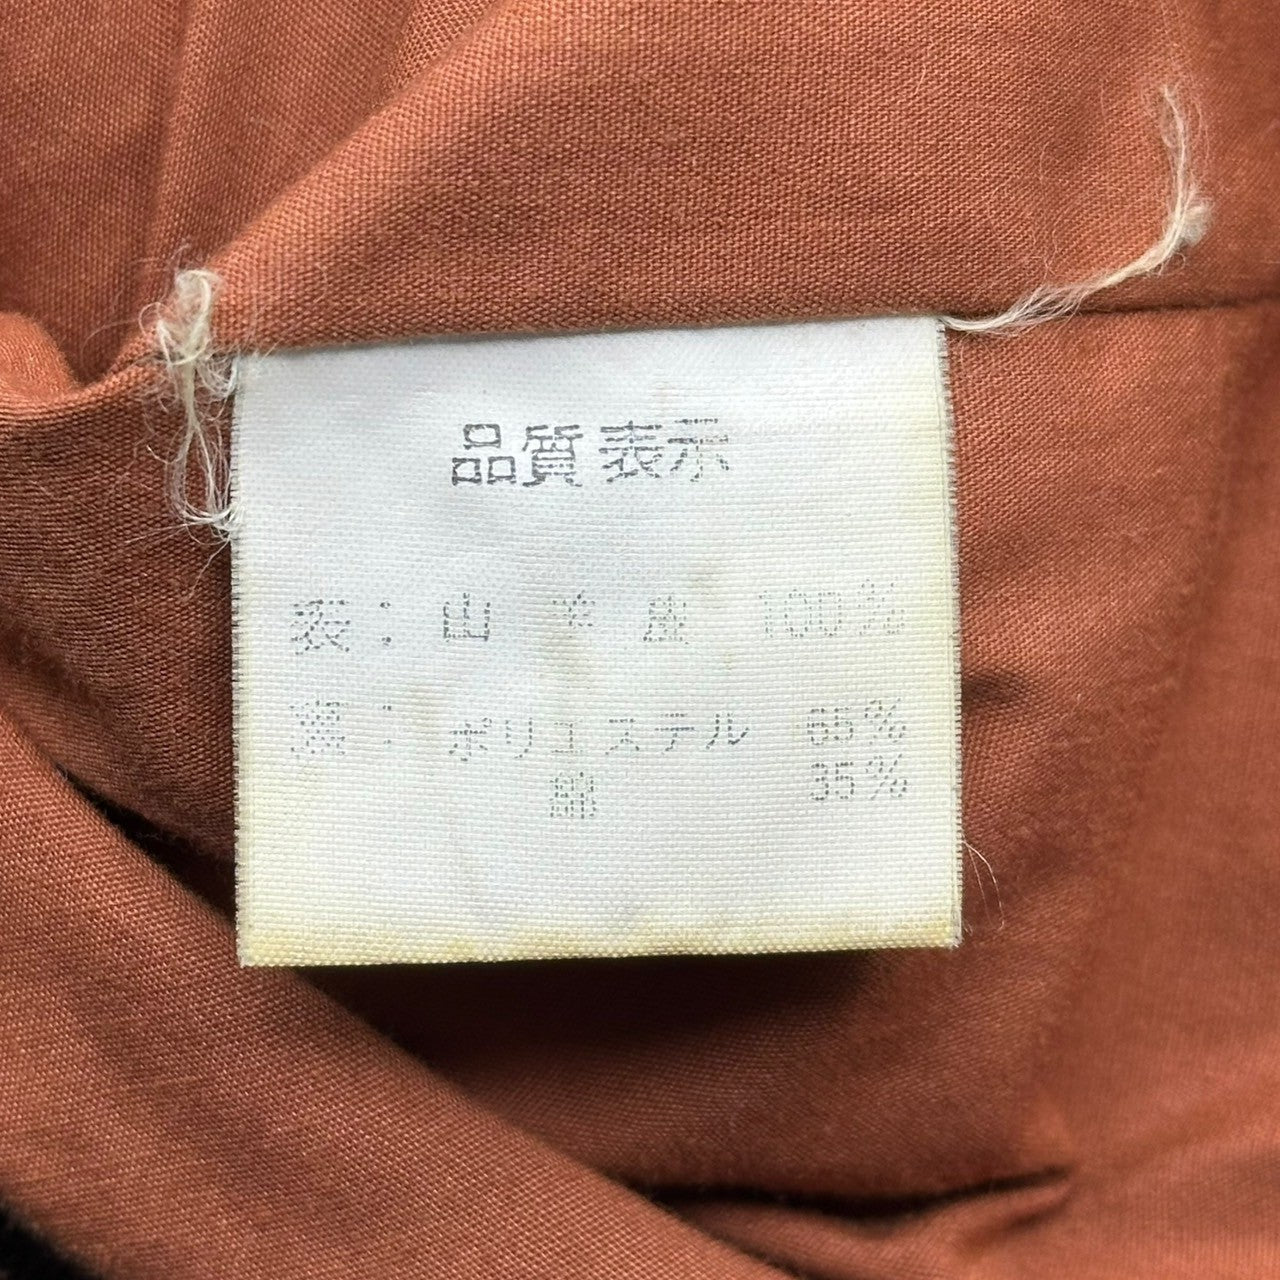 品質表示
表: 山羊皮 100%
裏: ポリエステル 65%
綿 35%